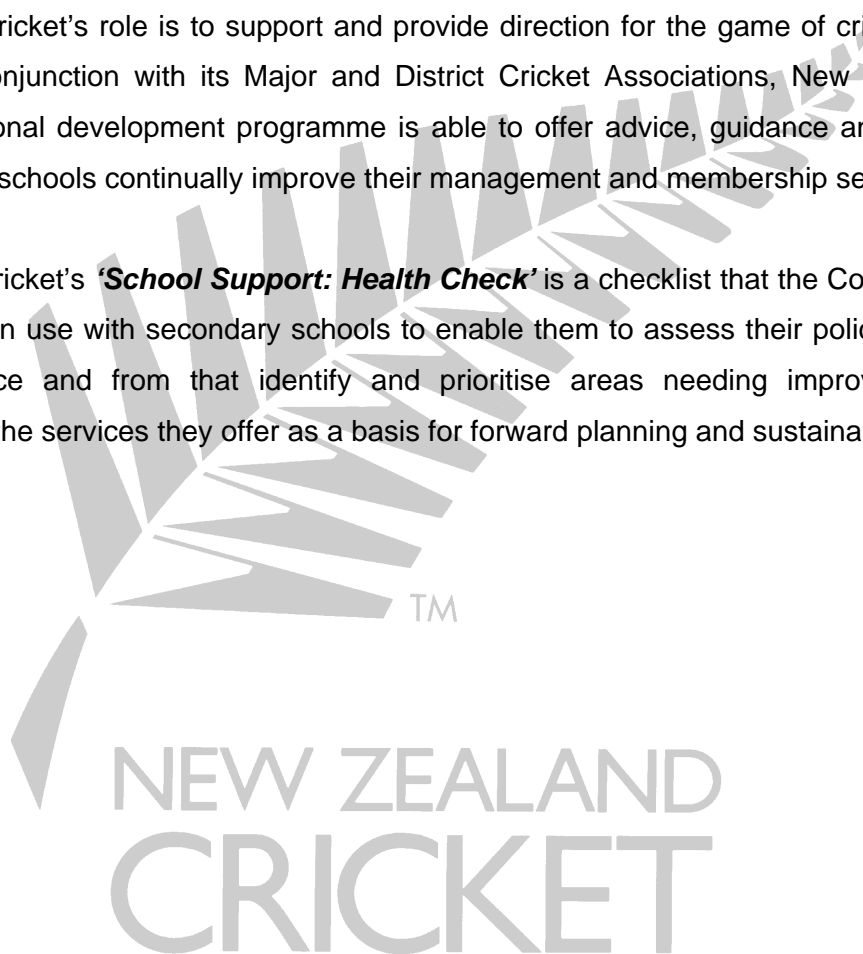 ricket’s role is to support and provide direction for the game of cri
onjunction with its Major and District Cricket Associations, New
onal development programme is able to offer advice, guidance a
schools continually improve their management and membership se
ricket’s ‘School Support: Health Check’ is a checklist that the Co
n use with secondary schools to enable them to assess their polic
ce and from that identify and prioritise areas needing improv
he services they offer as a basis for forward planning and sustaina
TM
NEW ZEALAND
CRICKET